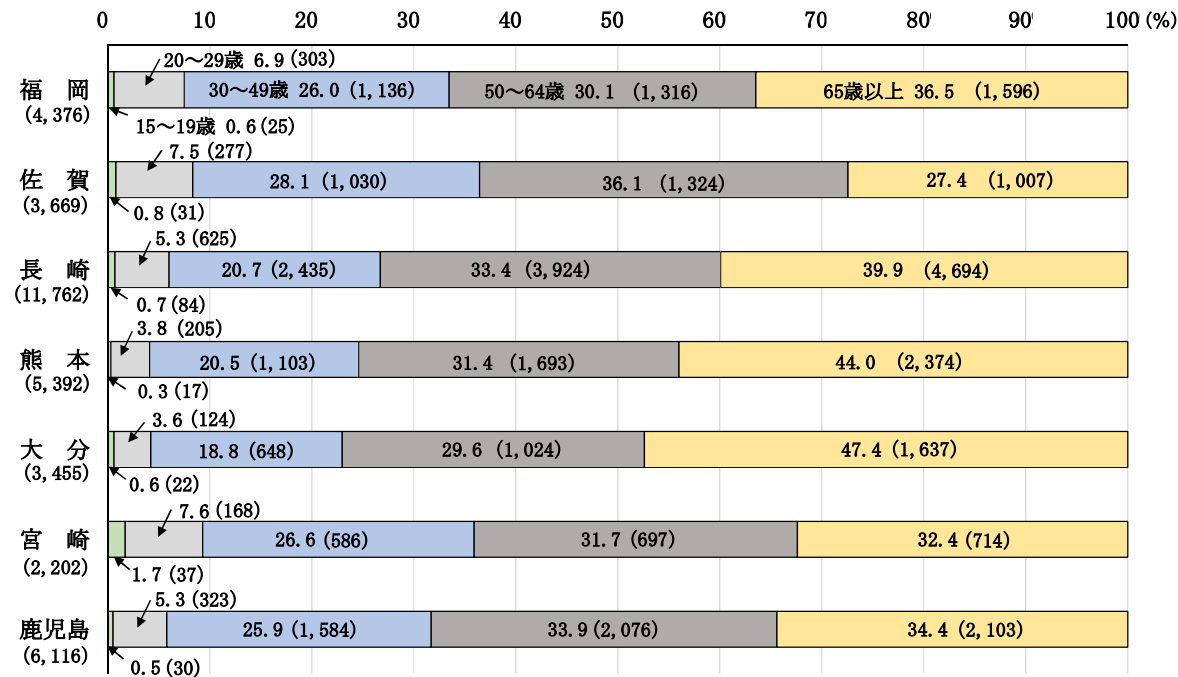 0 10 20 30 40 50 60 70 80 90 100 (%)
20～29歳 6.9 (303)
福　岡 30～49歳 26.0 (1,136) 50～64歳 30.1 (1,316) 65歳以上 36.5 (1,596)
(4,376)
15～19歳 0.6 (25)
7.5 (277)
佐　賀 28.1 (1,030) 36.1 (1,324) 27.4 (1,007)
(3,669)
0.8 (31)
5.3 (625)
長　崎 20.7 (2,435) 33.4 (3,924) 39.9 (4,694)
(11,762)
0.7 (84)
3.8 (205)
熊　本 20.5 (1,103) 31.4 (1,693) 44.0 (2,374)
(5,392)
0.3 (17)
3.6 (124)
大　分 18.8 (648) 29.6 (1,024) 47.4 (1,637)
(3,455)
0.6 (22)
7.6 (168)
宮　崎 26.6 (586) 31.7 (697) 32.4 (714)
(2,202)
1.7 (37)
5.3 (323)
鹿児島 25.9 (1,584) 33.9 (2,076) 34.4 (2,103)
(6,116)
0.5 (30)